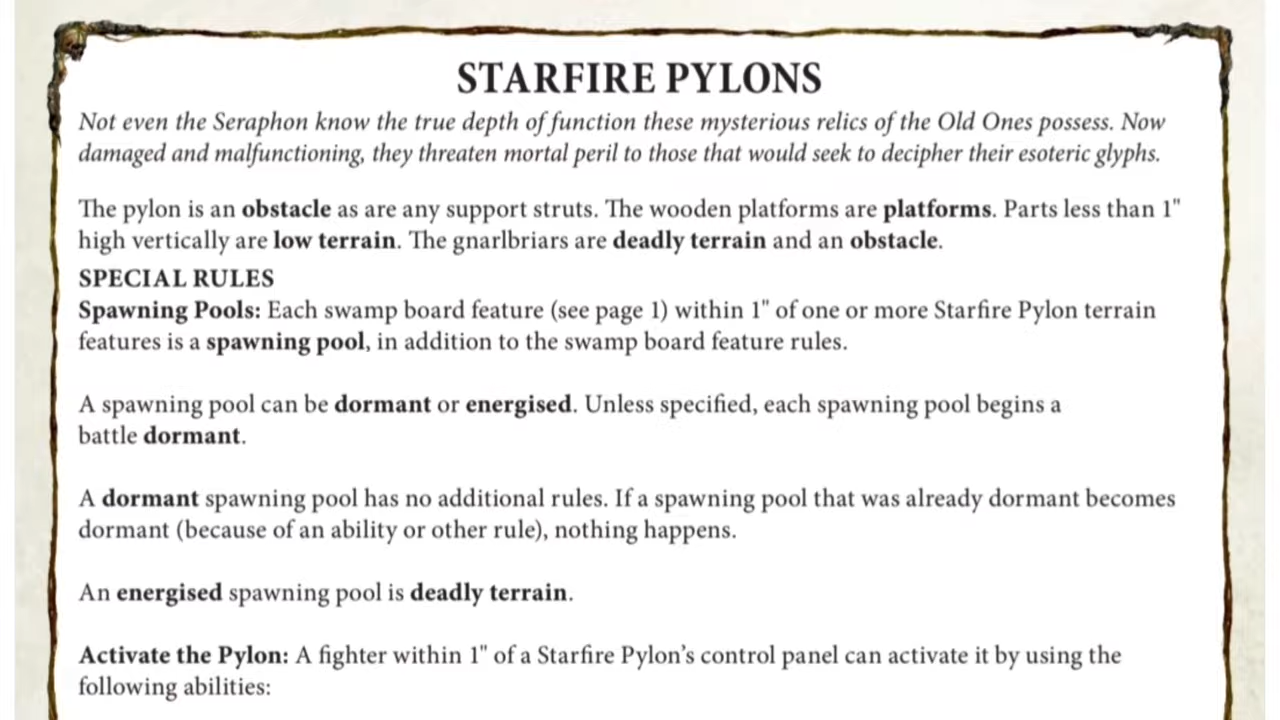 STARFIRE PYLONS
Not even the Seraphon know the true depth of function these mysterious relics of the Old Ones possess. Now
damaged and malfunctioning, they threaten mortal peril to those that would seek to decipher their esoteric glyphs.
The pylon is an obstacle as are any support struts. The wooden platforms are platforms. Parts less than 1"
high vertically are low terrain. The gnarlbriars are deadly terrain and an obstacle.
SPECIAL RULES
Spawning Pools: Each swamp board feature (see page 1) within 1" of one or more Starfire Pylon terrain
features is a spawning pool, in addition to the swamp board feature rules.
A spawning pool can be dormant or energised. Unless specified, each spawning pool begins a
battle dormant.
A dormant spawning pool has no additional rules. If a spawning pool that was already dormant becomes
dormant (because of an ability or other rule), nothing happens.
An energised spawning pool is deadly terrain.
Activate the Pylon: A fighter within 1" of a Starfire Pylon's control panel can activate it by using the
following abilities: